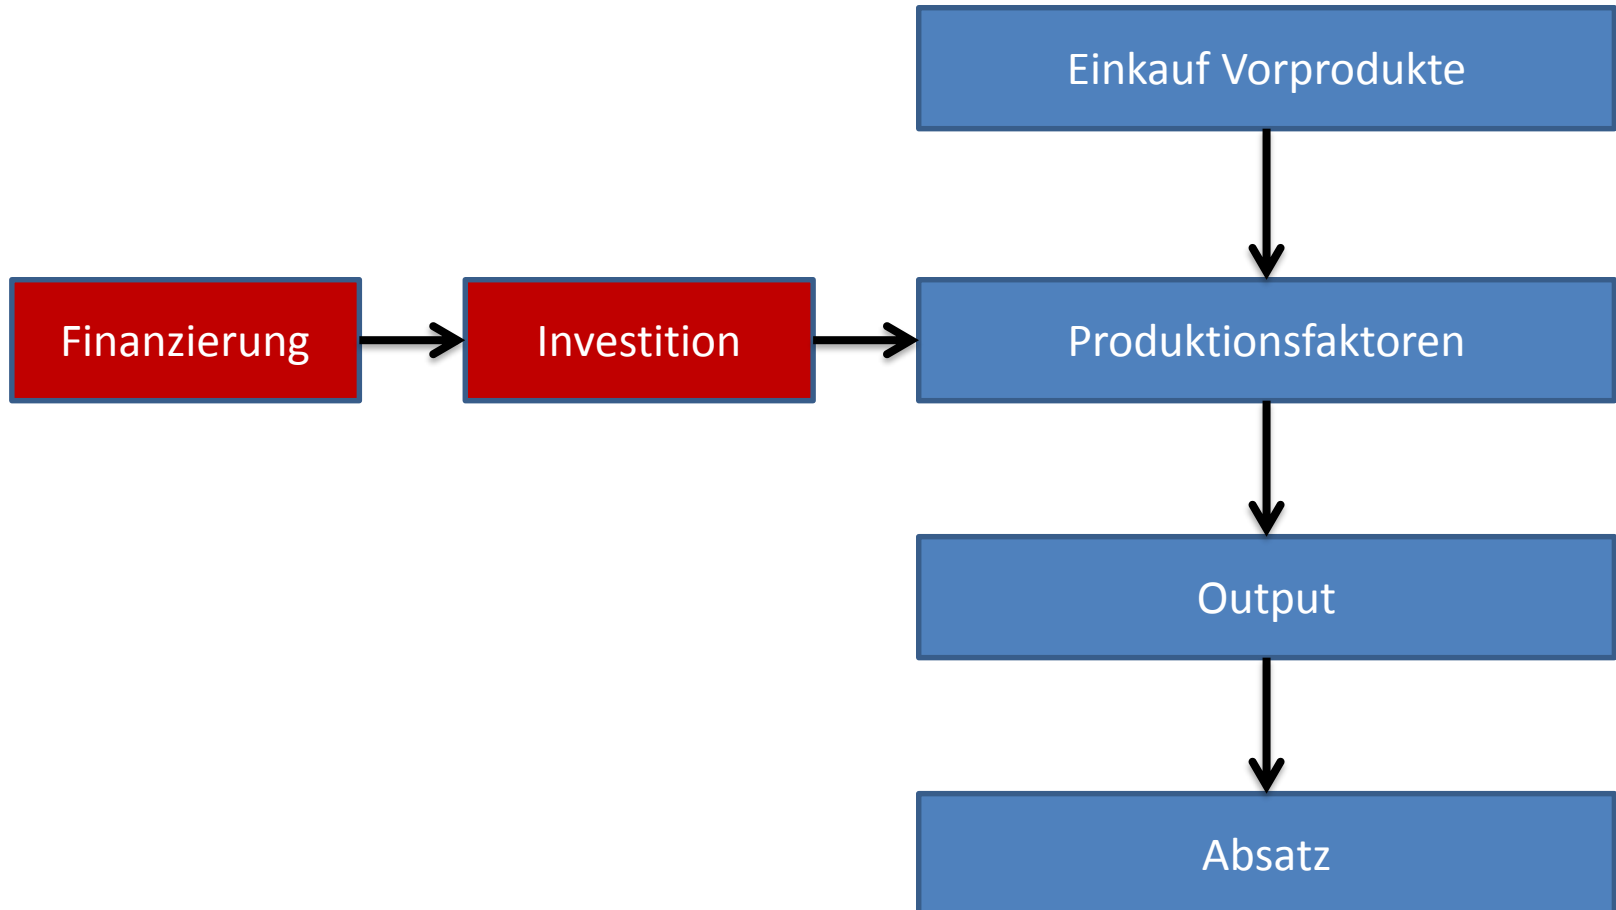 Einkauf Vorprodukte
Finanzierung
Investition
Produktionsfaktoren
Output
Absatz